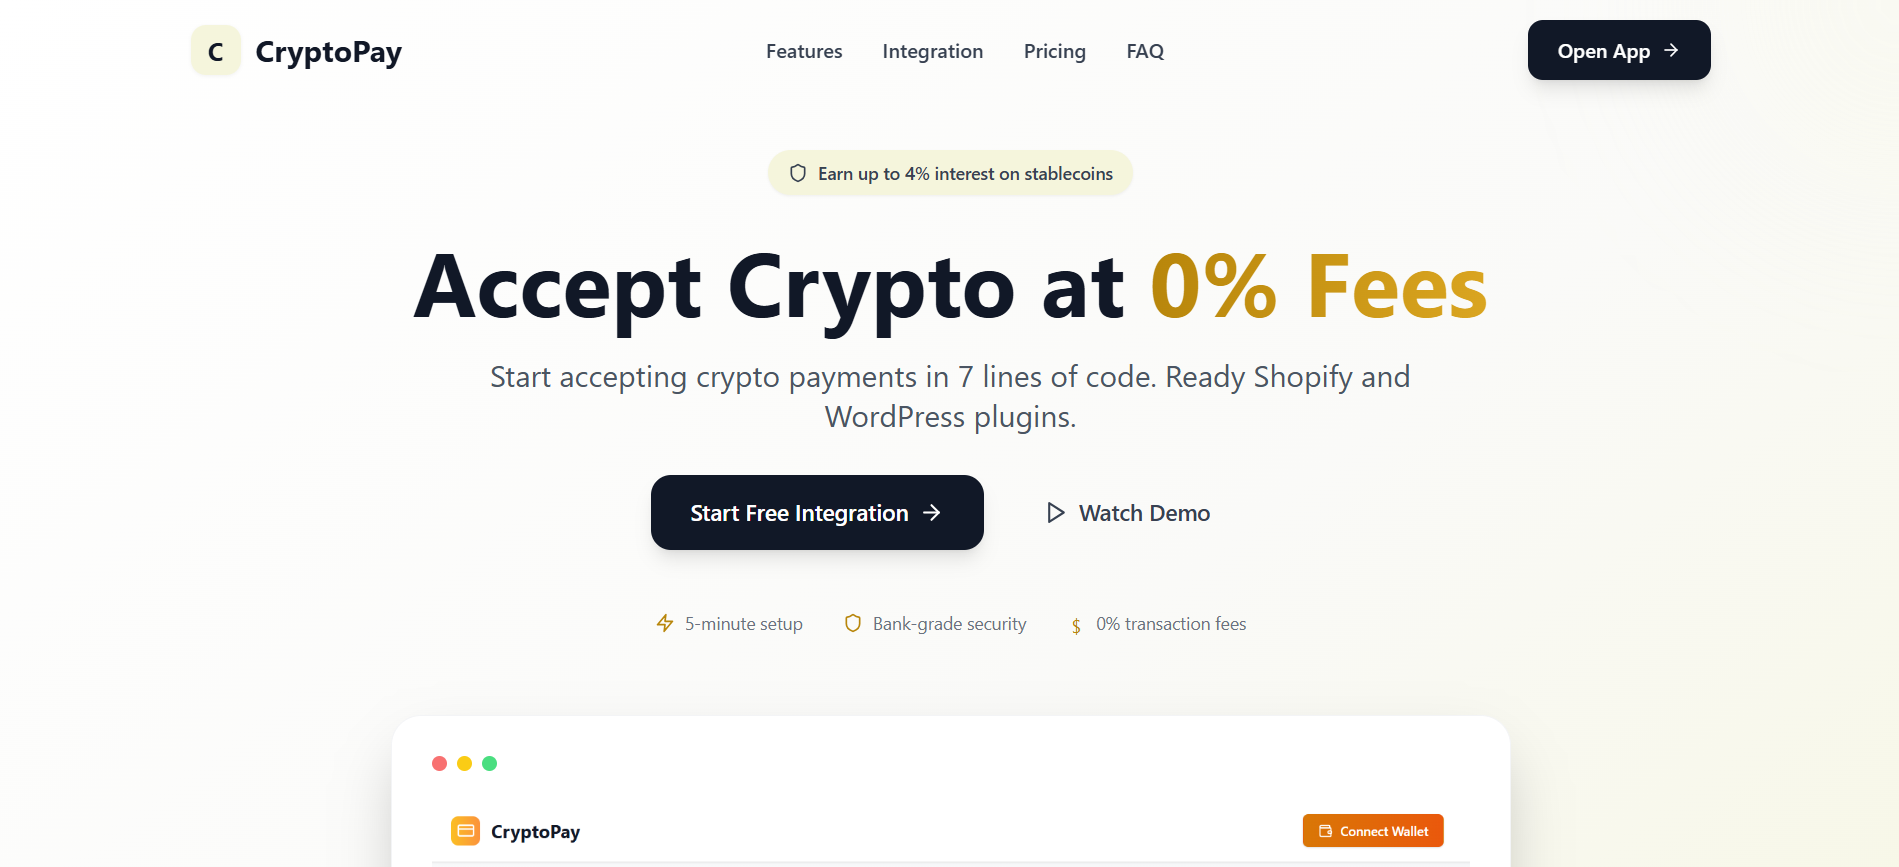 C CryptoPay
Features Integration Pricing FAQ
Open App
Earn up to 4% interest on stablecoins
Accept Crypto at 0% Fees
Start accepting crypto payments in 7 lines of code. Ready Shopify and
WordPress plugins.
Start Free Integration
Watch Demo
5-minute setup
Bank-grade security
$ 0% transaction fees
CryptoPay
Connect Wallet